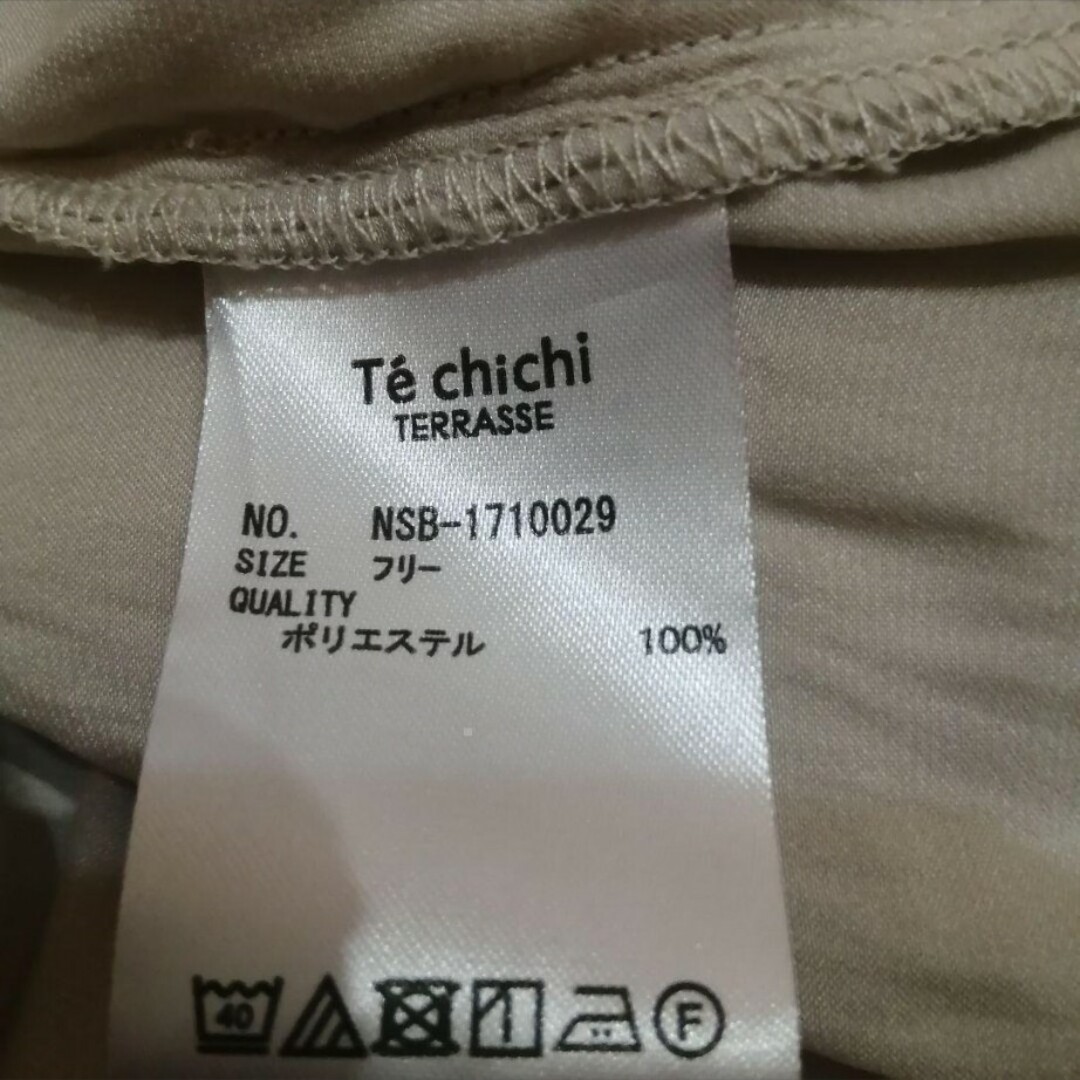 Té chichi
TERRASSE
NO. NSB-1710029
SIZE フリー
QUALITY
ポリエステル 100%
40 F